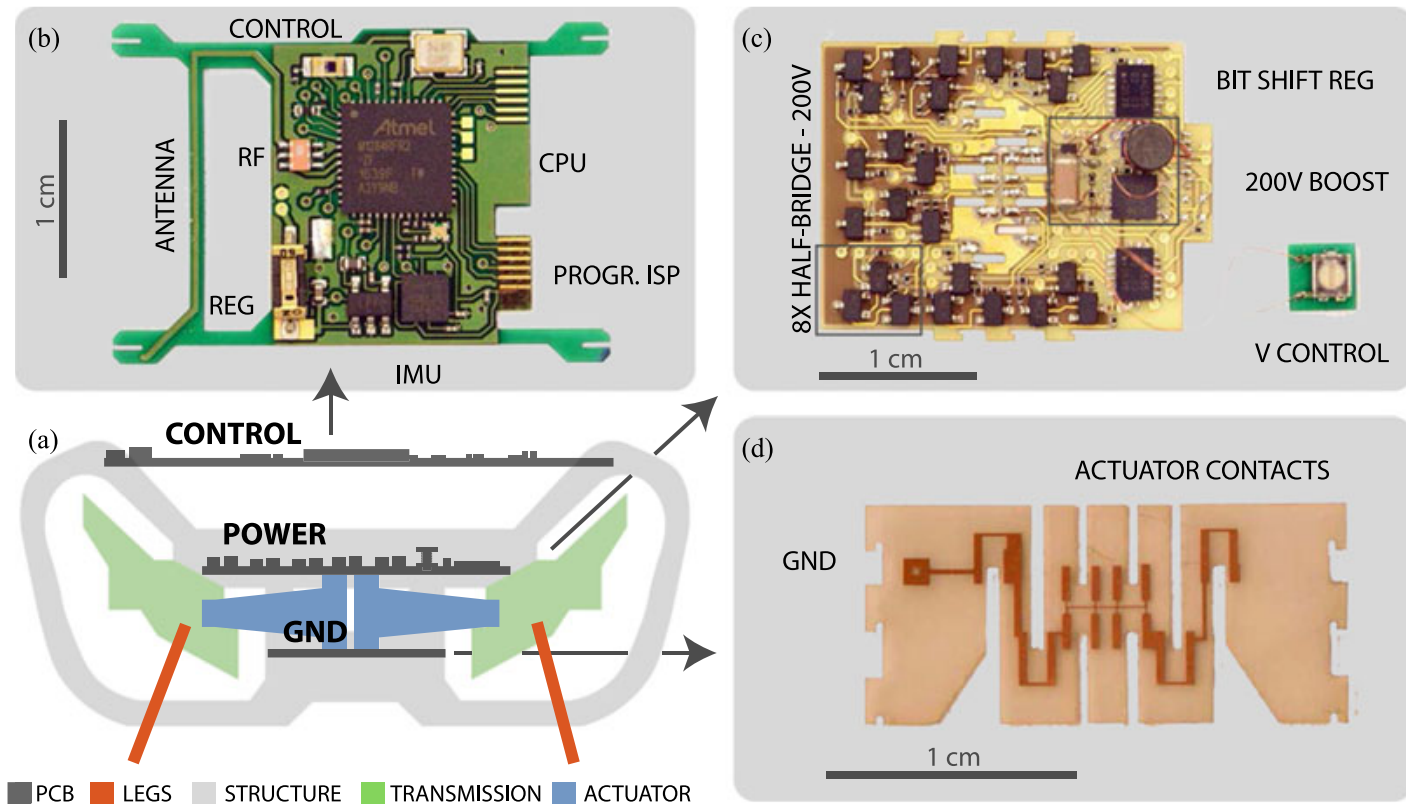 (b)
CONTROL
RF
Atmel
CPU
ANTENNA
1 cm
REG
PROGR. ISP
IMU
(c)
8X HALF-BRIDGE - 200V
BIT SHIFT REG
200V BOOST
V CONTROL
1 cm
(a)
CONTROL
POWER
GND
(d)
ACTUATOR CONTACTS
GND
1 cm
PCB LEGS STRUCTURE TRANSMISSION ACTUATOR